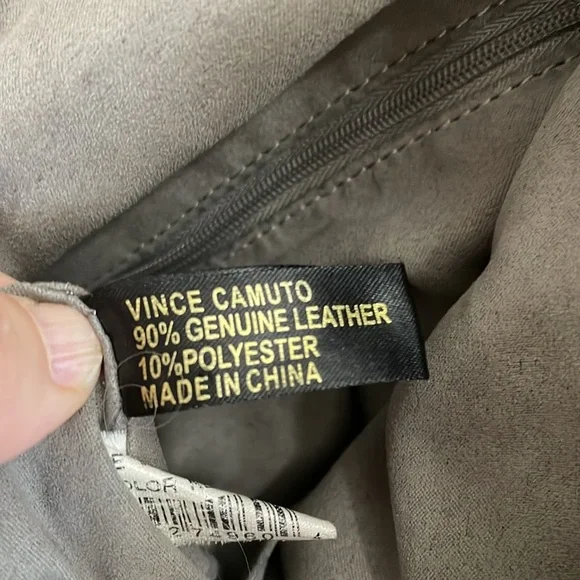 VINCE CAMUTO
90% GENUINE LEATHER
10%POLYESTER
MADE IN CHINA